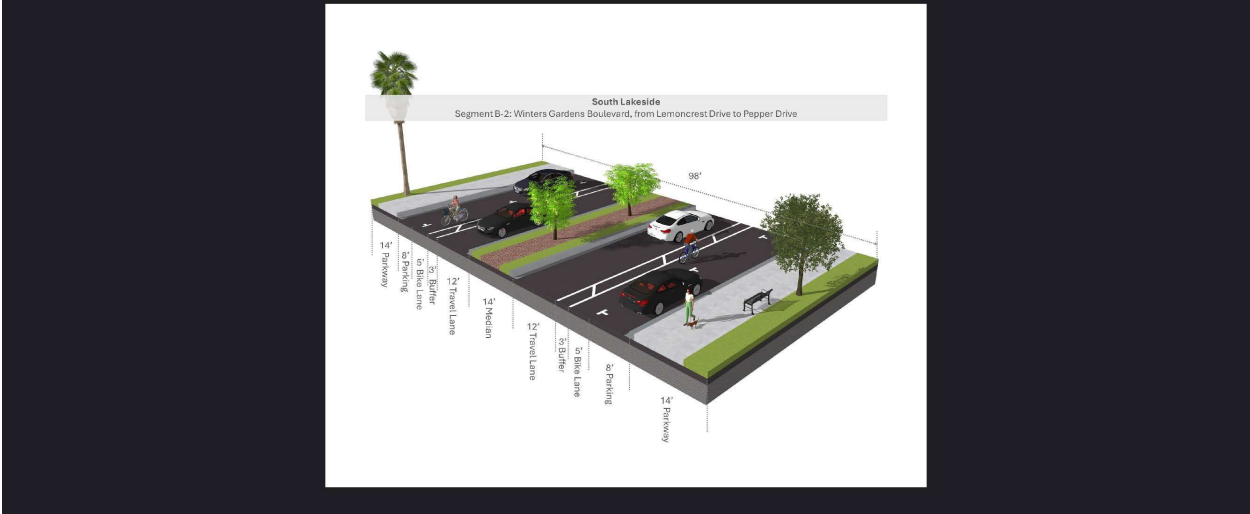 South Lakeside
Segment B-2: Winters Gardens Boulevard, from Lemoncrest Drive to Pepper Drive
98'
14' Parkway
8' Parking
5' Bike Lane
3' Buffer
12' Travel Lane
14' Median
12' Travel Lane
3' Buffer
5' Bike Lane
8' Parking
14' Parkway